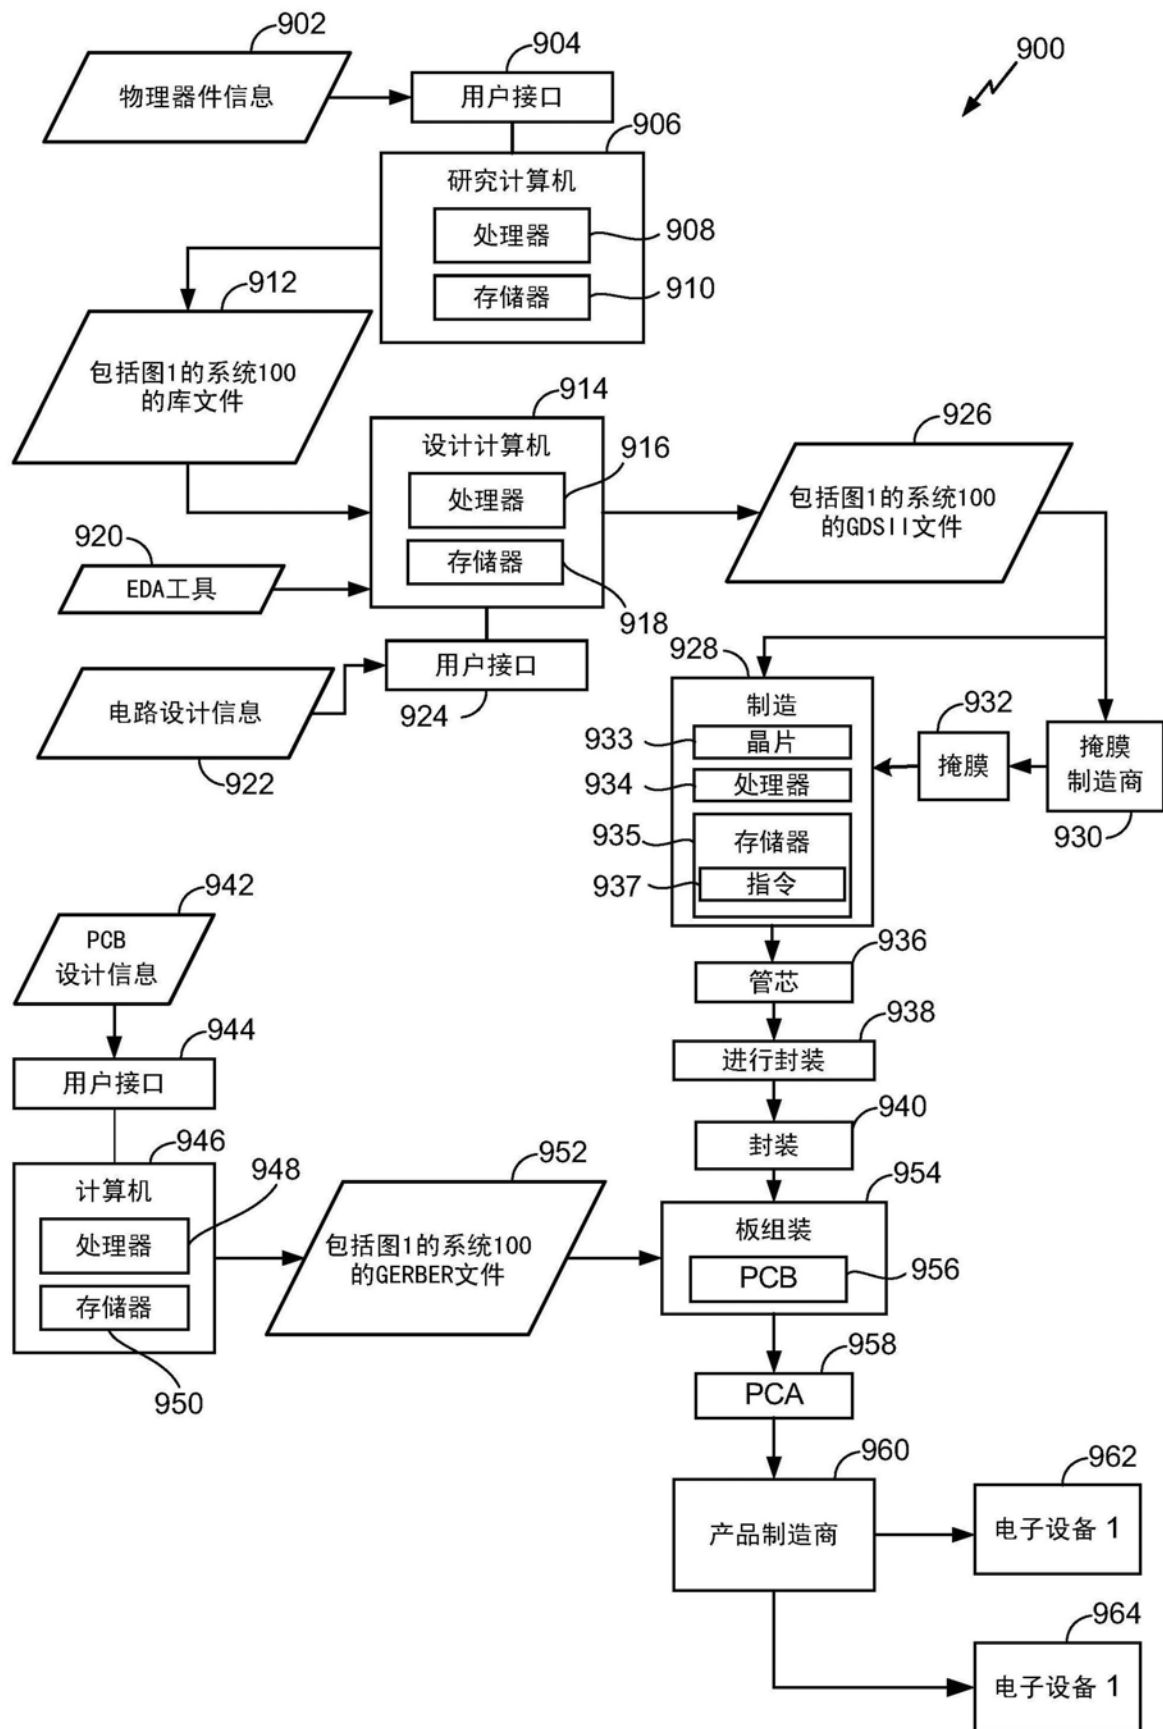 902
904
900
物理器件信息
用户接口
906
研究计算机
处理器
908
912
存储器
910
包括图1的系统100
的库文件
914
926
设计计算机
916
处理器
包括图1的系统100
的GDSII文件
920
存储器
EDA工具
918
928
用户接口
电路设计信息
924
制造
932
933
晶片
掩膜
掩膜
制造商
922
934
处理器
935
存储器
930
937
指令
942
PCB
设计信息
936
管芯
944
938
用户接口
进行封装
940
946
封装
计算机
948
952
954
处理器
包括图1的系统100
的GERBER文件
板组装
PCB
956
存储器
950
958
PCA
960
962
产品制造商
电子设备 1
964
电子设备 1